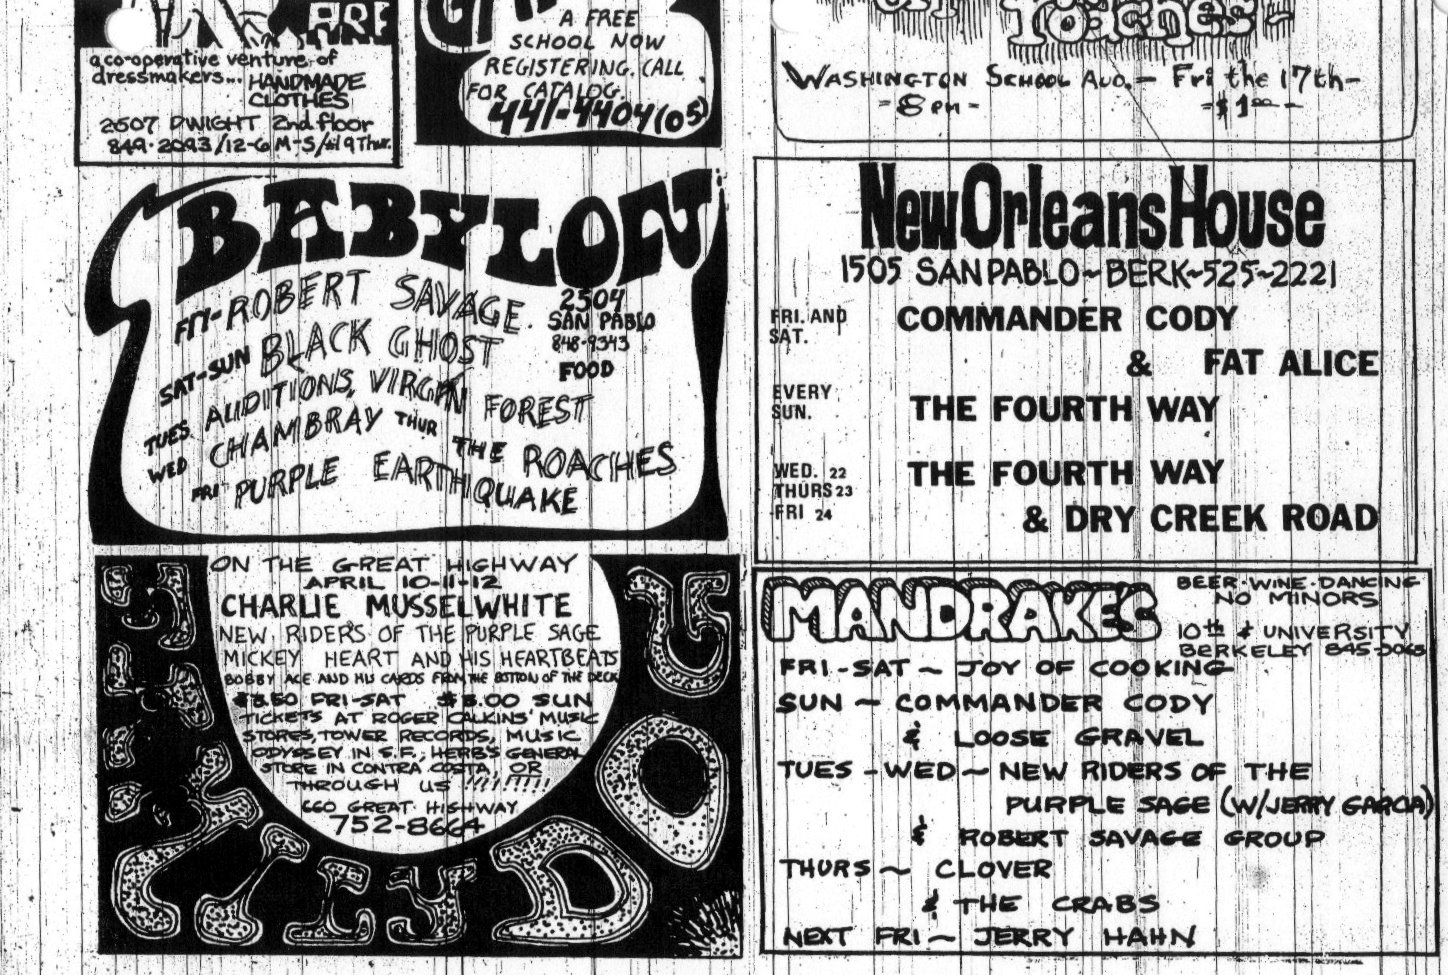 ARE
a co-operative venture of
dressmakers... HANDMADE
CLOTHES
2507 DWIGHT 2nd floor
849-2093/12-6 M-S/til 9 Thur.
A FREE
SCHOOL NOW
REGISTERING. CALL
FOR CATALOG.
441-4404 (05)
Roaches
WASHINGTON SCHOOL AUD. — Fri the 17th —
- 8 PM - - $1.00 -
BABYLON
FRI- ROBERT SAVAGE
SAT-SUN BLACK GHOST
TUES AUDITIONS, VIRGIN FOREST
WED CHAMBRAY THUR THE ROACHES
FRI PURPLE EARTHQUAKE
2504
SAN PABLO
848-9343
FOOD
New Orleans House
1505 SAN PABLO~BERK~525~2221
FRI. AND SAT. COMMANDER CODY
& FAT ALICE
EVERY SUN. THE FOURTH WAY
WED. 22 THE FOURTH WAY
THURS 23
FRI 24 & DRY CREEK ROAD
ON THE GREAT HIGHWAY
APRIL 10-11-12
CHARLIE MUSSELWHITE
NEW RIDERS OF THE PURPLE SAGE
MICKEY HEART AND HIS HEARTBEATS
BOBBY ACE AND HIS CARDS FROM THE BOTTOM OF THE DECK
$3.50 FRI-SAT $3.00 SUN
TICKETS AT ROGER CALKINS' MUSIC
STORES, TOWER RECORDS, MUSIC
ODYSSEY IN S.F., HERB'S GENERAL
STORE IN CONTRA COSTA, OR
THROUGH US !!!!!!!!!
660 GREAT HIGHWAY
752-8664
FAMILY DOG
MANDRAKE'S
BEER-WINE-DANCING
NO MINORS
10th & UNIVERSITY
BERKELEY 845-
FRI-SAT ~ JOY OF COOKING
SUN ~ COMMANDER CODY
& LOOSE GRAVEL
TUES - WED ~ NEW RIDERS OF THE
PURPLE SAGE (W/JERRY GARCIA)
& ROBERT SAVAGE GROUP
THURS ~ CLOVER
& THE CRABS
NEXT FRI ~ JERRY HAHN